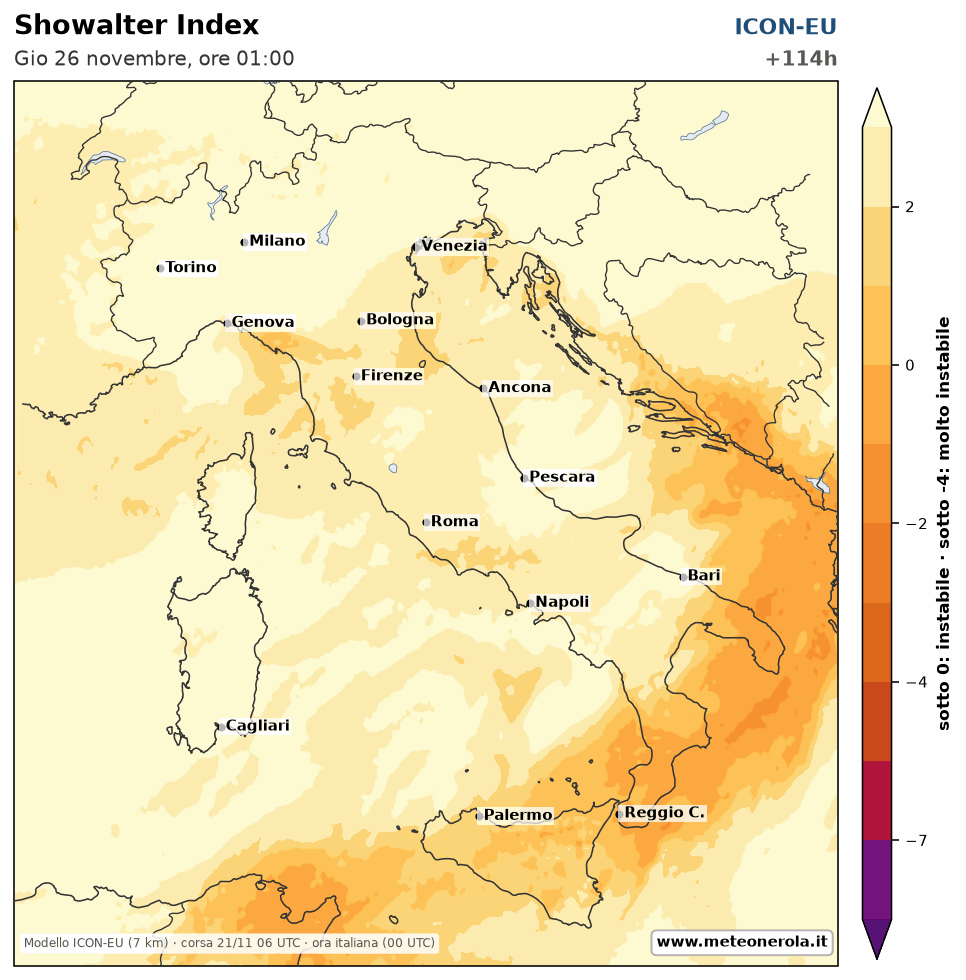 Showalter Index
ICON-EU
Gio 26 novembre, ore 01:00
+114h
Milano
Venezia
Torino
Genova
Bologna
Firenze
Ancona
Pescara
Roma
Bari
Napoli
Cagliari
Palermo
Reggio C.
2
0
−2
−4
−7
sotto 0: instabile · sotto -4: molto instabile
Modello ICON-EU (7 km) · corsa 21/11 06 UTC · ora italiana (00 UTC)
www.meteonerola.it